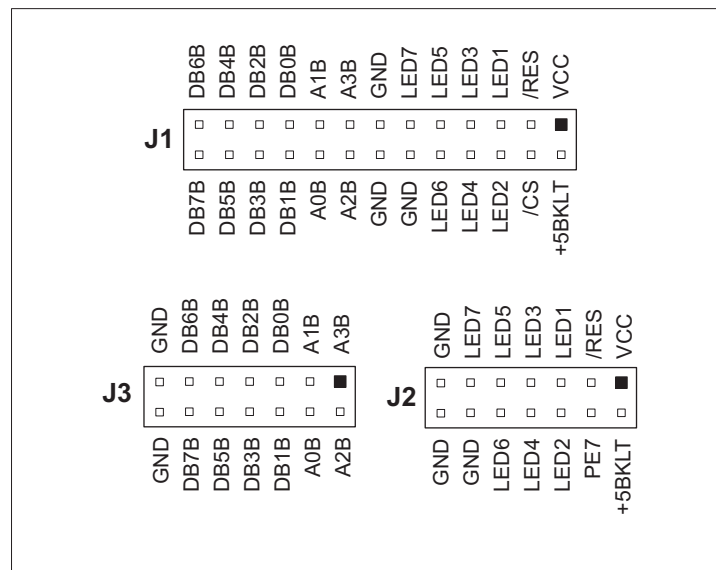 DB6B DB4B DB2B DB0B A1B A3B GND LED7 LED5 LED3 LED1 /RES VCC
J1
DB7B DB5B DB3B DB1B A0B A2B GND GND LED6 LED4 LED2 /CS +5BKLT
GND DB6B DB4B DB2B DB0B A1B A3B
J3
GND DB7B DB5B DB3B DB1B A0B A2B
GND LED7 LED5 LED3 LED1 /RES VCC
J2
GND GND LED6 LED4 LED2 PE7 +5BKLT